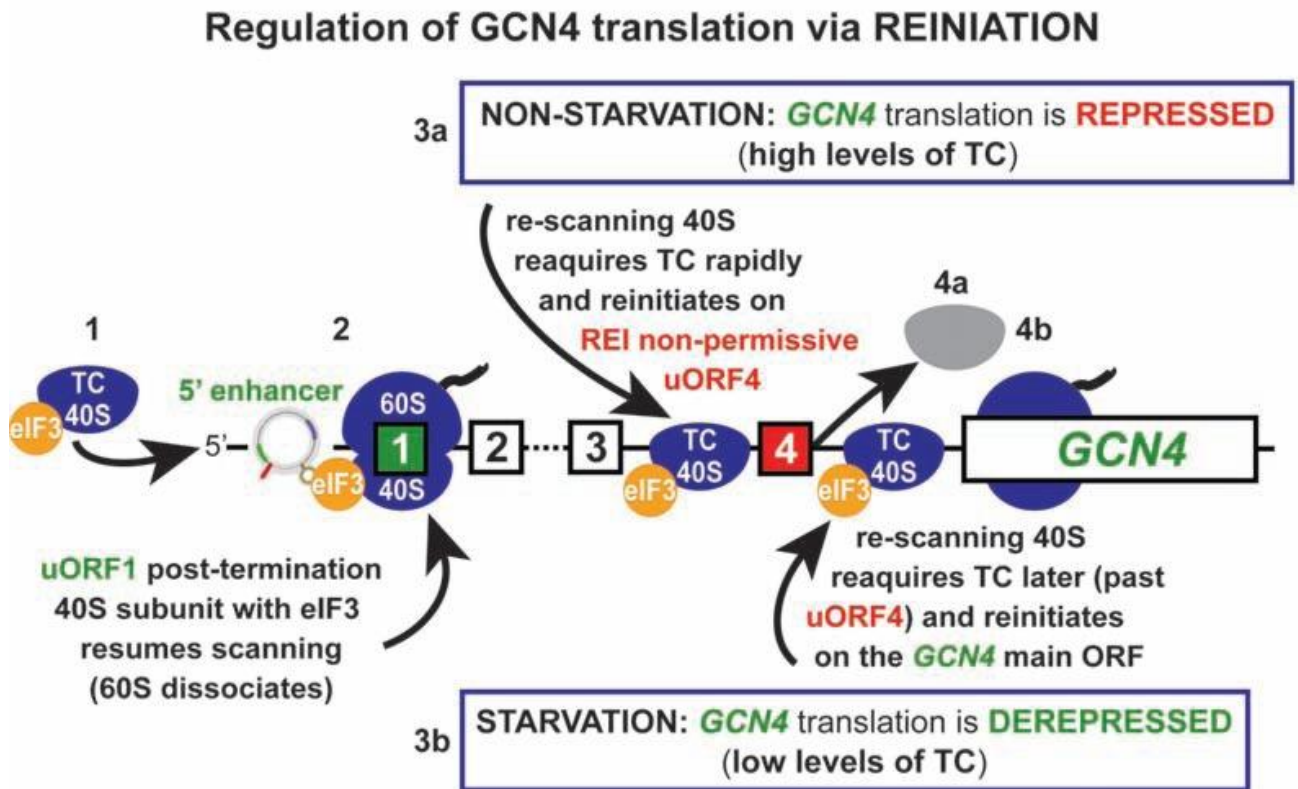 Regulation of GCN4 translation via REINIATION
3a
NON-STARVATION: GCN4 translation is REPRESSED
(high levels of TC)
re-scanning 40S
reaquires TC rapidly
and reinitiates on
REI non-permissive
uORF4
4a
4b
1
2
TC
40S
eIF3
5' enhancer
5'
60S
1
40S
eIF3
2
3
TC
40S
eIF3
4
TC
40S
eIF3
GCN4
uORF1 post-termination
40S subunit with eIF3
resumes scanning
(60S dissociates)
re-scanning 40S
reaquires TC later (past
uORF4) and reinitiates
on the GCN4 main ORF
3b
STARVATION: GCN4 translation is DEREPRESSED
(low levels of TC)